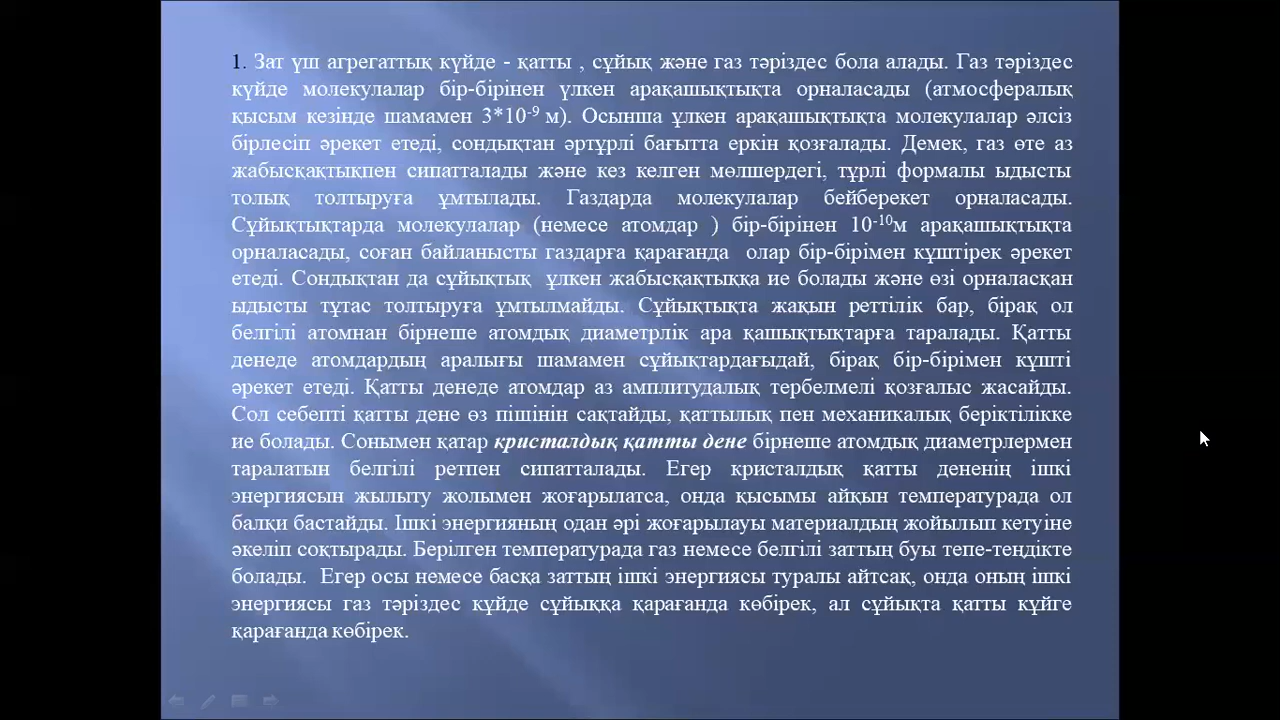 1. Зат үш агрегаттық күйде - қатты , сұйық және газ тәріздес бола алады. Газ тәріздес
күйде молекулалар бір-бірінен үлкен арақашықтықта орналасады (атмосфералық
қысым кезінде шамамен 3*10⁻⁹ м). Осынша ұлкен арақашықтықта молекулалар әлсіз
бірлесіп әрекет етеді, сондықтан әртұрлі бағытта еркін қозғалады. Демек, газ өте аз
жабысқақтықпен сипатталады және кез келген мөлшердегі, тұрлі формалы ыдысты
толық толтыруға ұмтылады. Газдарда молекулалар бейберекет орналасады.
Сұйықтықтарда молекулалар (немесе атомдар ) бір-бірінен 10⁻¹⁰м арақашықтықта
орналасады, соған байланысты газдарға қарағанда олар бір-бірімен құштірек әрекет
етеді. Сондықтан да сұйықтық ұлкен жабысқақтыққа ие болады және өзі орналасқан
ыдысты тұтас толтыруға ұмтылмайды. Сұйықтықта жақын реттілік бар, бірақ ол
белгілі атомнан бірнеше атомдық диаметрлік ара қашықтықтарға таралады. Қатты
денеде атомдардың аралығы шамамен сұйықтардағыдай, бірақ бір-бірімен құшті
әрекет етеді. Қатты денеде атомдар аз амплитудалық тербелмелі қозғалыс жасайды.
Сол себепті қатты дене өз пішінін сақтайды, қаттылық пен механикалық беріктілікке
ие болады. Сонымен қатар кристалдық қатты дене бірнеше атомдық диаметрлермен
таралатын белгілі ретпен сипатталады. Егер кристалдық қатты дененің ішкі
энергиясын жылыту жолымен жоғарылатса, онда қысымы айқын температурада ол
балқи бастайды. Ішкі энергияның одан әрі жоғарылауы материалдың жойылып кетуіне
әкеліп соқтырады. Берілген температурада газ немесе белгілі заттың буы тепе-теңдікте
болады. Егер осы немесе басқа заттың ішкі энергиясы туралы айтсақ, онда оның ішкі
энергиясы газ тәріздес құйде сұйыққа қарағанда көбірек, ал сұйықта қатты құйге
қарағанда көбірек.